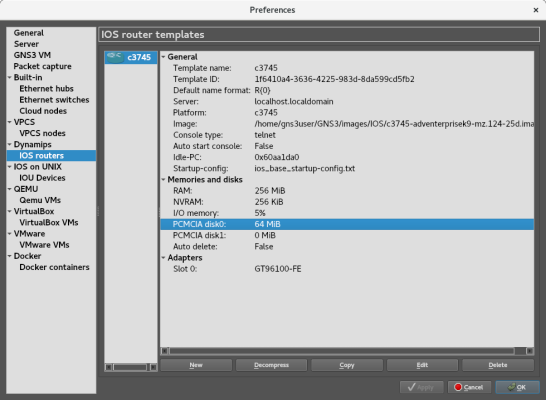 Preferences
General
Server
GNS3 VM
Packet capture
Built-in
Ethernet hubs
Ethernet switches
Cloud nodes
VPCS
VPCS nodes
Dynamips
IOS routers
IOS on UNIX
IOU Devices
QEMU
Qemu VMs
VirtualBox
VirtualBox VMs
VMware
VMware VMs
Docker
Docker containers
IOS router templates
c3745
General
Template name: c3745
Template ID: 1f6410a4-3636-4225-983d-8da599cd5fb2
Default name format: R{0}
Server: localhost.localdomain
Platform: c3745
Image: /home/gns3user/GNS3/images/IOS/c3745-adventerprisek9-mz.124-25d.ima
Console type: telnet
Auto start console: False
Idle-PC: 0x60aa1da0
Startup-config: ios_base_startup-config.txt
Memories and disks
RAM: 256 MiB
NVRAM: 256 KiB
I/O memory: 5%
PCMCIA disk0: 64 MiB
PCMCIA disk1: 0 MiB
Auto delete: False
Adapters
Slot 0: GT96100-FE
New Decompress Copy Edit Delete
Apply Cancel OK